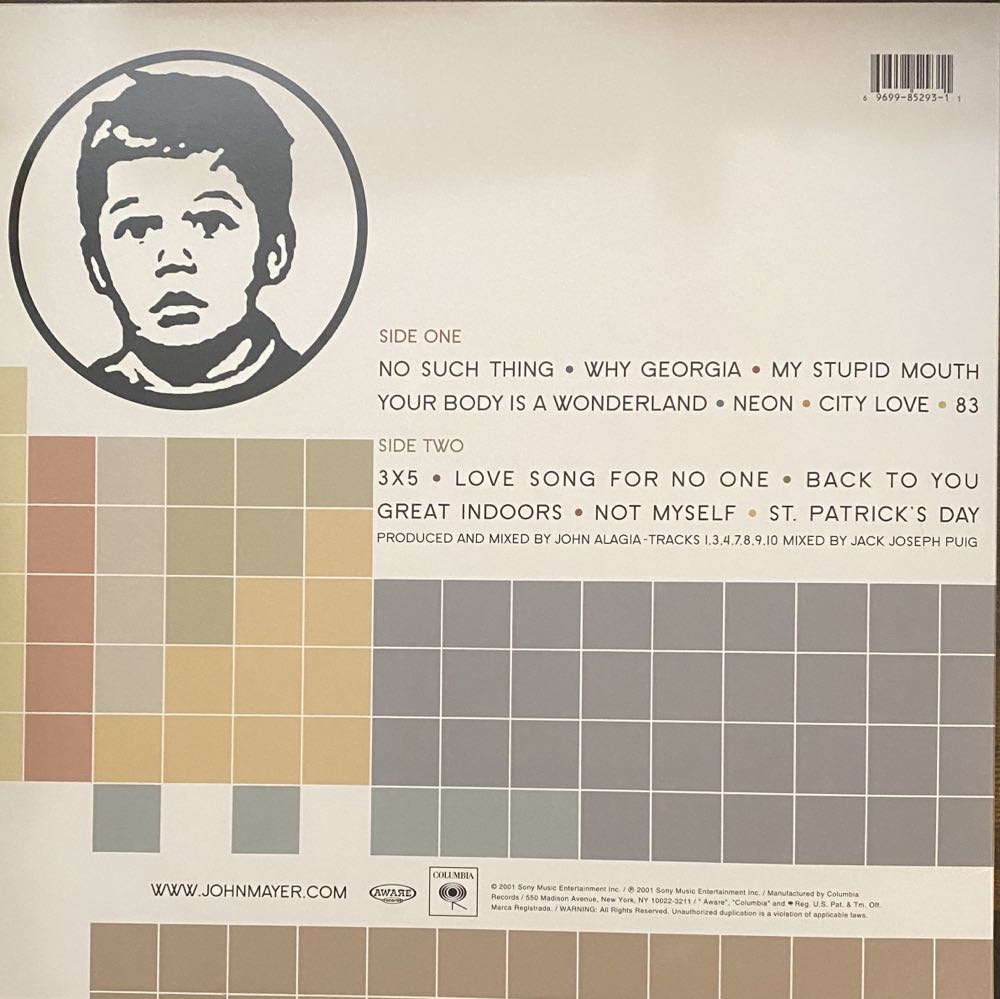 6 9699-85293-1 1
SIDE ONE
NO SUCH THING • WHY GEORGIA • MY STUPID MOUTH
YOUR BODY IS A WONDERLAND • NEON • CITY LOVE • 83
SIDE TWO
3X5 • LOVE SONG FOR NO ONE • BACK TO YOU
GREAT INDOORS • NOT MYSELF • ST. PATRICK'S DAY
PRODUCED AND MIXED BY JOHN ALAGIA-TRACKS 1,3,4,7,8,9,10 MIXED BY JACK JOSEPH PUIG
WWW.JOHNMAYER.COM
AWARE
records
COLUMBIA
© 2001 Sony Music Entertainment Inc. / ℗ 2001 Sony Music Entertainment Inc. / Manufactured by Columbia
Records / 550 Madison Avenue, New York, NY 10022-3211 / "Aware", "Columbia" and Reg. U.S. Pat. & Tm. Off.
Marca Registrada. / WARNING: All Rights Reserved. Unauthorized duplication is a violation of applicable laws.